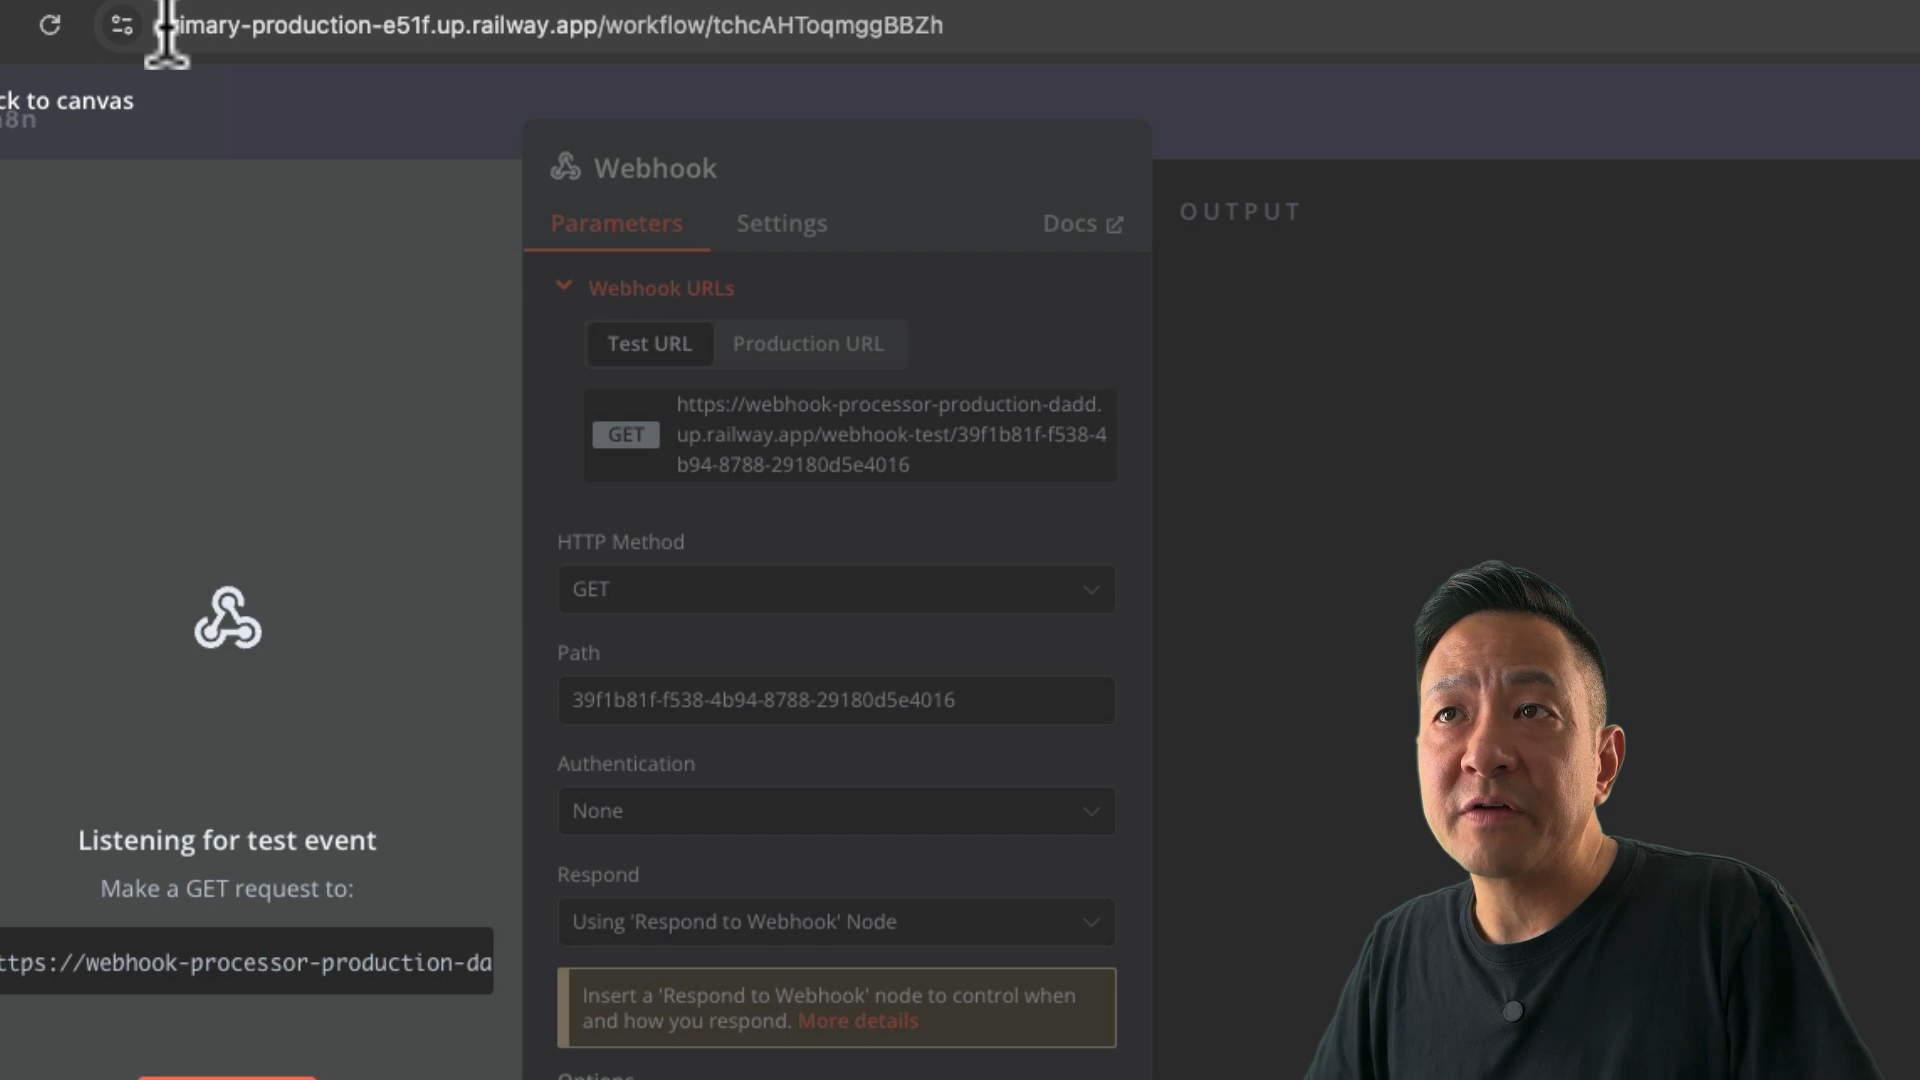 imary-production-e51f.up.railway.app/workflow/tchcAHToqmggBBZh
ck to canvas
n8n
Webhook
Parameters
Settings
Docs
OUTPUT
Webhook URLs
Test URL
Production URL
GET
https://webhook-processor-production-dadd.
up.railway.app/webhook-test/39f1b81f-f538-4
b94-8788-29180d5e4016
HTTP Method
GET
Path
39f1b81f-f538-4b94-8788-29180d5e4016
Authentication
None
Listening for test event
Make a GET request to:
ttps://webhook-processor-production-da
Respond
Using 'Respond to Webhook' Node
Insert a 'Respond to Webhook' node to control when
and how you respond. More details
Options